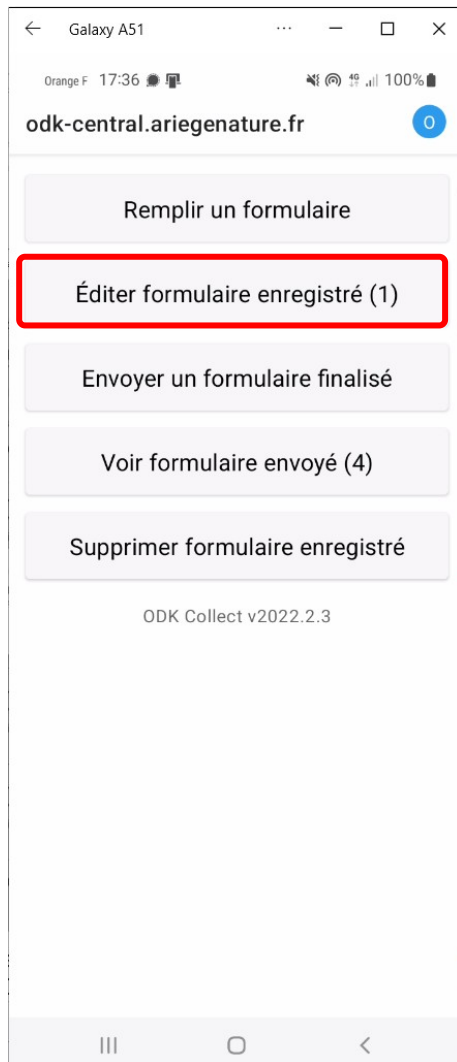 Galaxy A51
Orange F 17:36 100%
odk-central.ariegenature.fr O
Remplir un formulaire
Éditer formulaire enregistré (1)
Envoyer un formulaire finalisé
Voir formulaire envoyé (4)
Supprimer formulaire enregistré
ODK Collect v2022.2.3